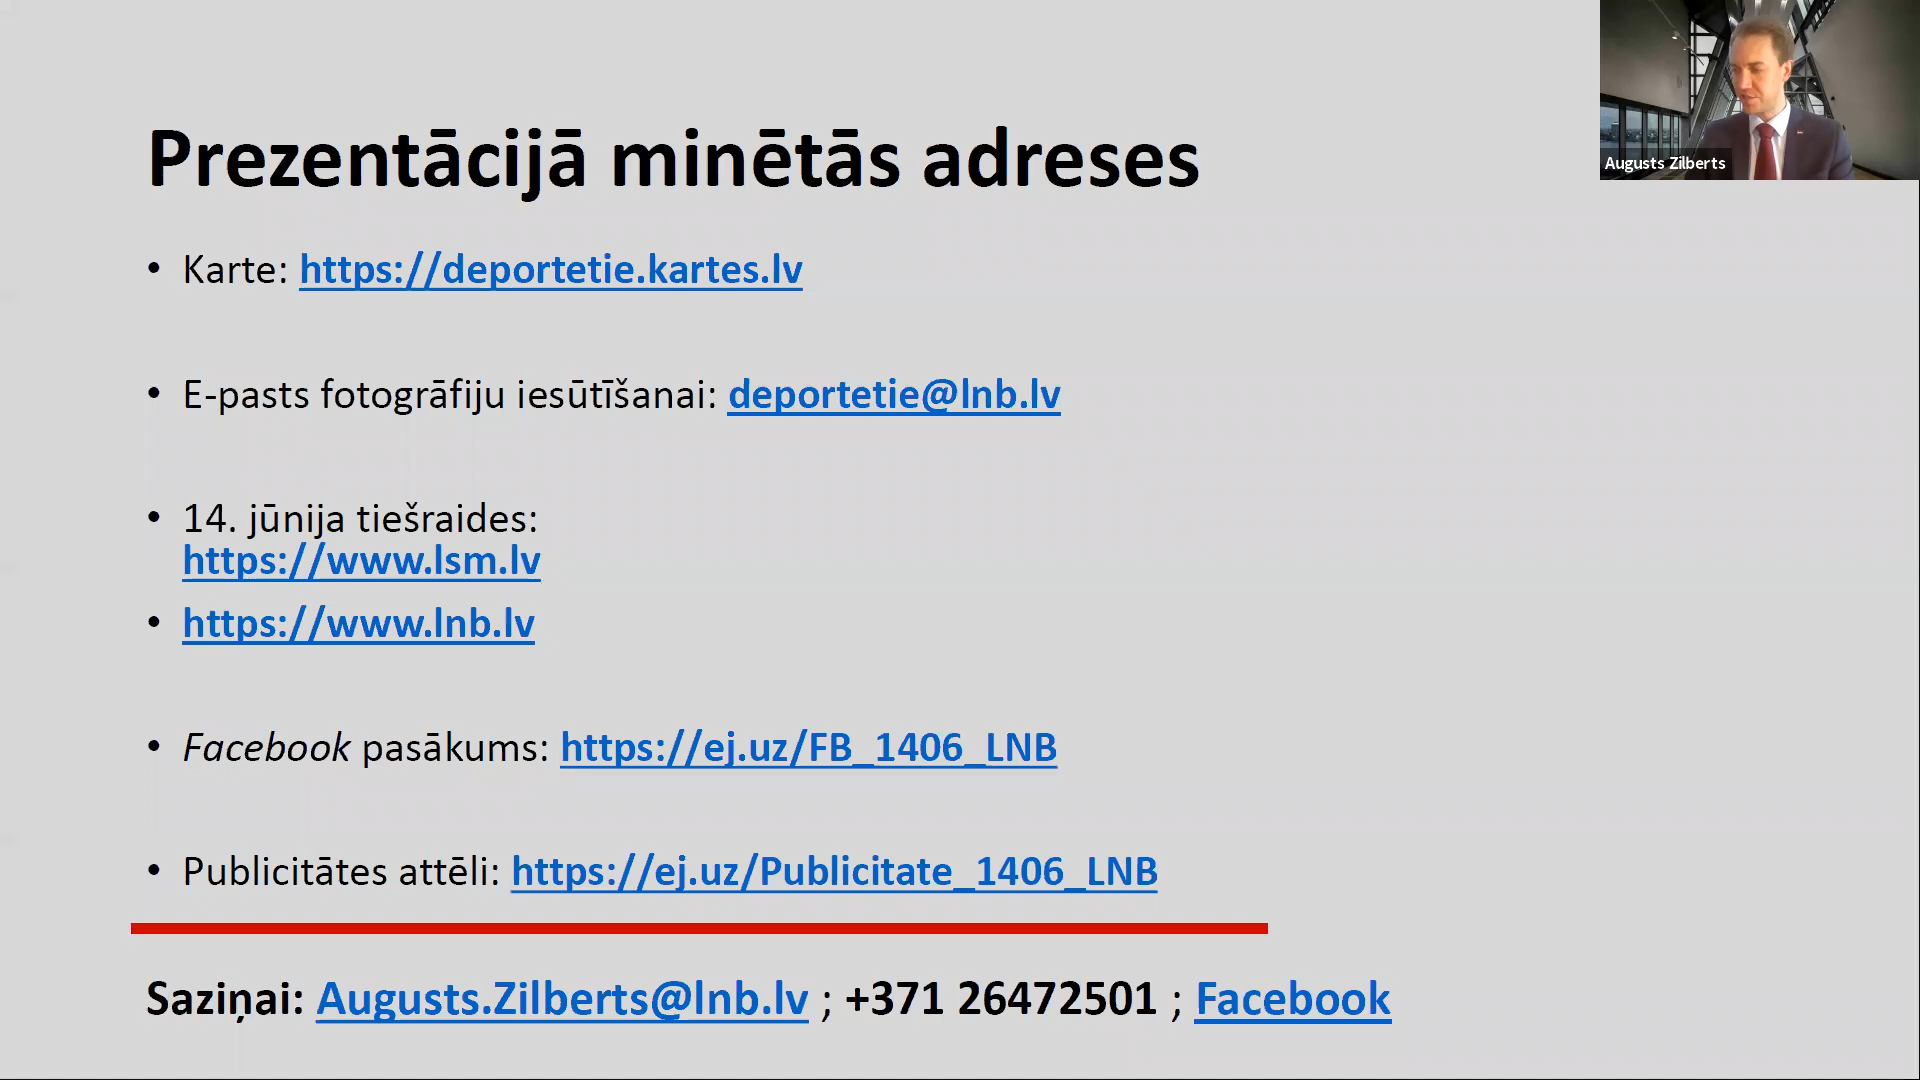 Prezentācijā minētās adreses
Augusts Zilberts
• Karte: https://deportetie.kartes.lv
• E-pasts fotogrāfiju iesūtīšanai: deportetie@lnb.lv
• 14. jūnija tiešraides:
https://www.lsm.lv
• https://www.lnb.lv
• Facebook pasākums: https://ej.uz/FB_1406_LNB
• Publicitātes attēli: https://ej.uz/Publicitate_1406_LNB
Saziņai: Augusts.Zilberts@lnb.lv ; +371 26472501 ; Facebook